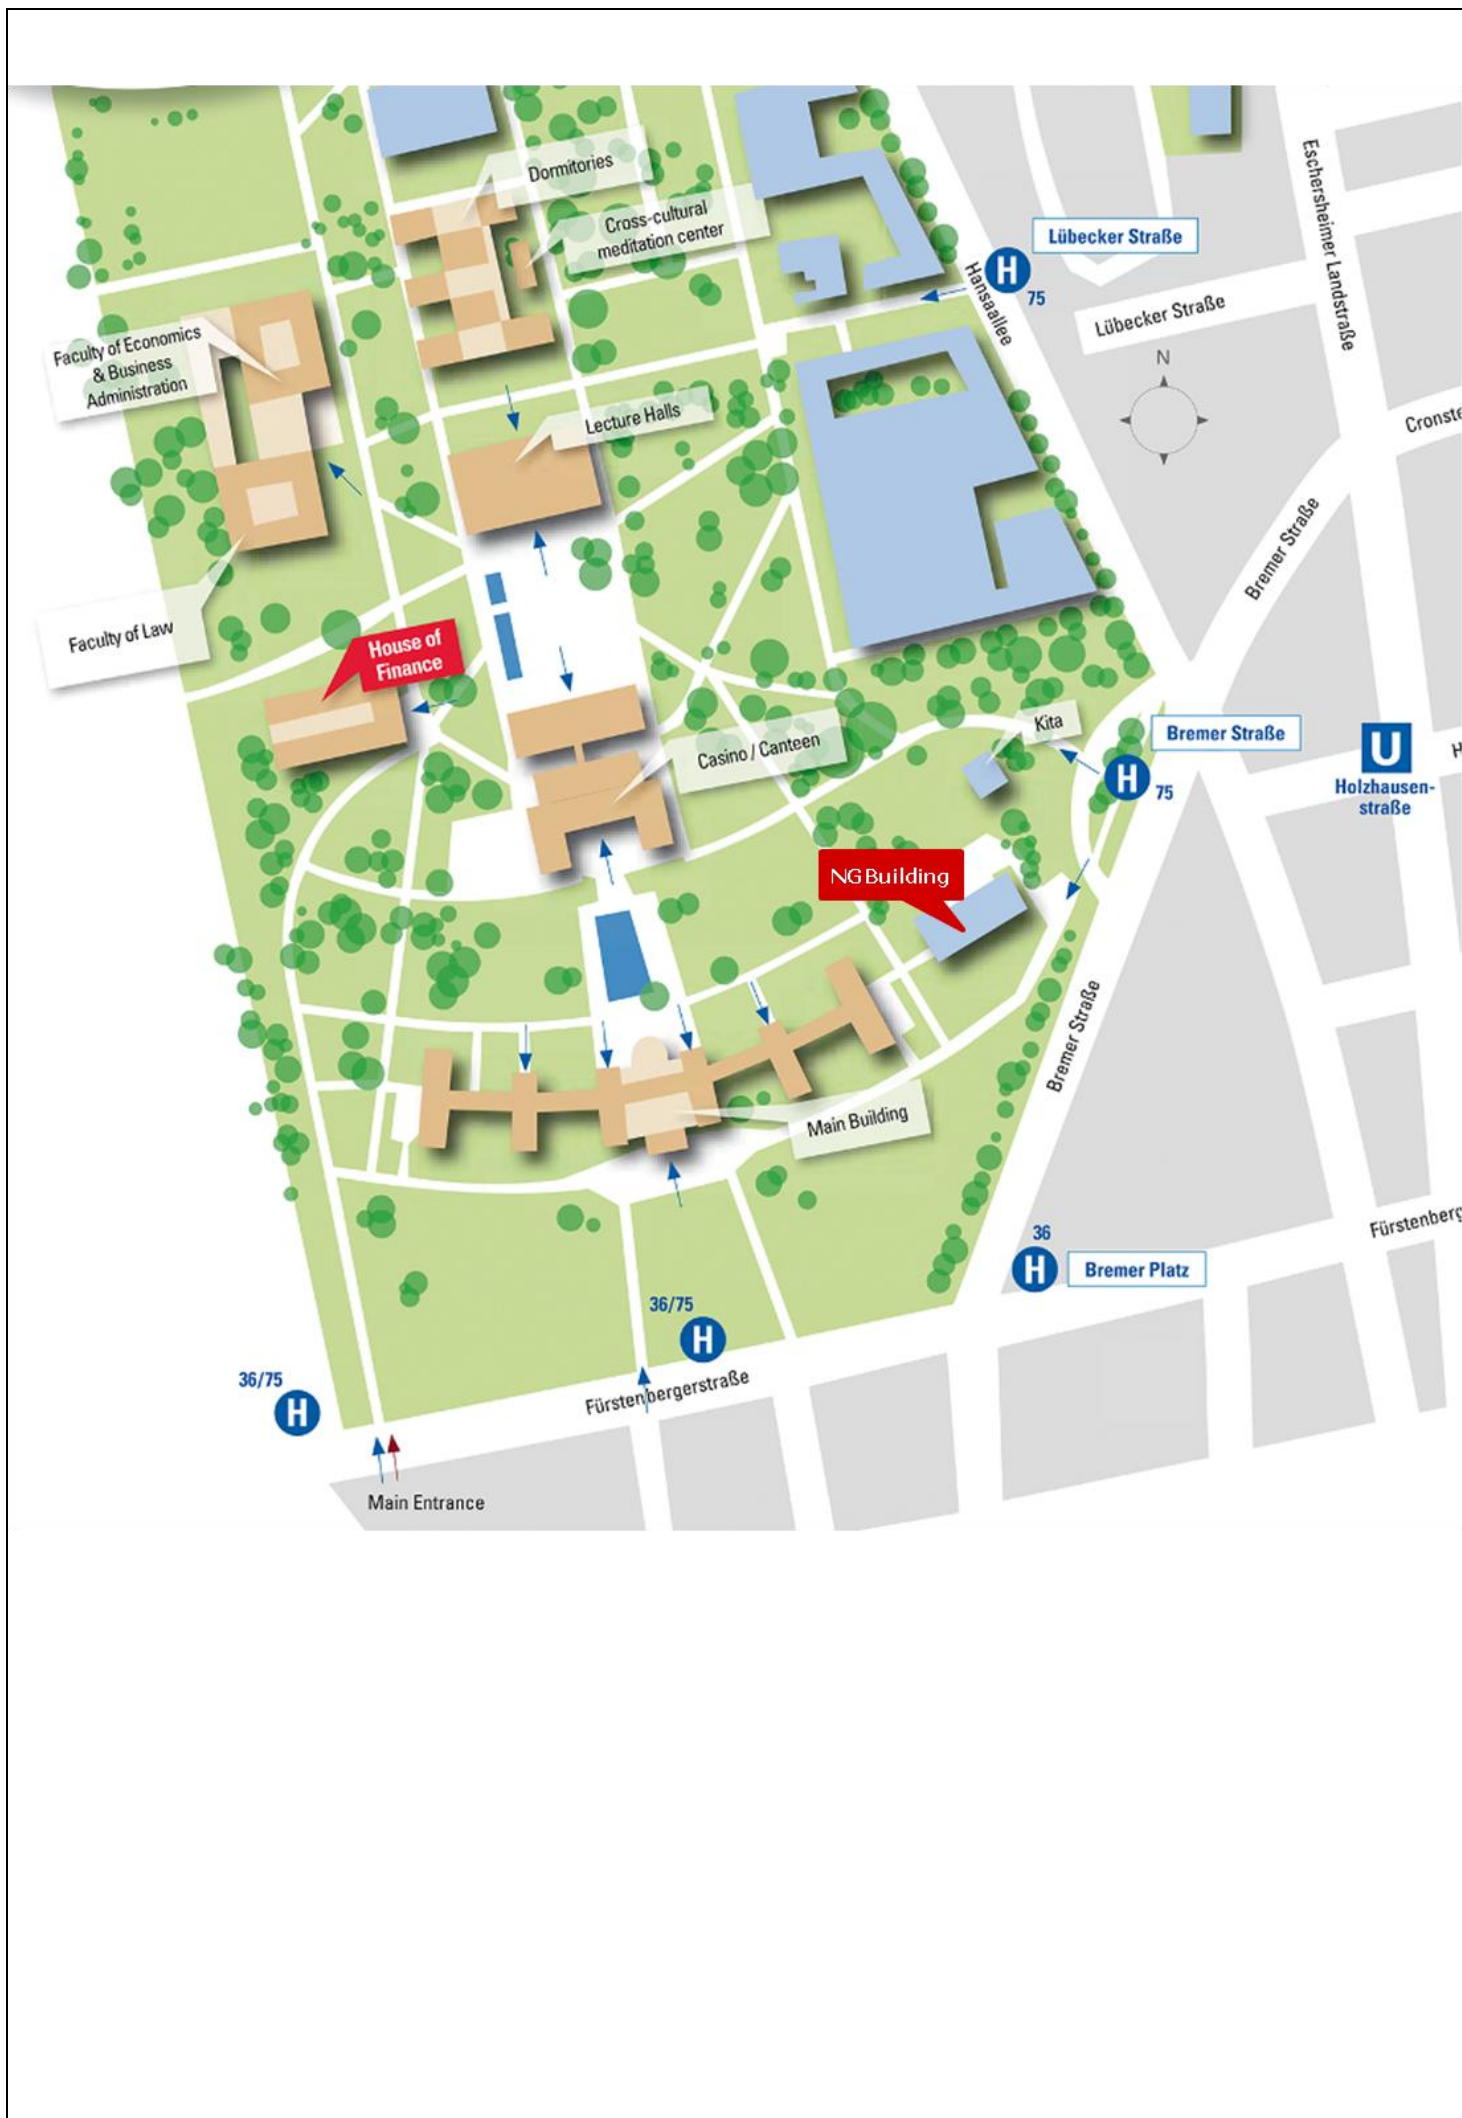 Dormitories
Cross-cultural
meditation center
Eschersheimer Landstraße
Lübecker Straße
H
75
Hansaallee
Lübecker Straße
Faculty of Economics
& Business
Administration
N
Lecture Halls
Cronste
Bremer Straße
Faculty of Law
House of
Finance
Kita
Bremer Straße
H
75
U
Holzhausen-
straße
H
Casino / Canteen
NG Building
Bremer Straße
Main Building
Fürstenberg
36
H
Bremer Platz
36/75
H
36/75
H
Fürstenbergerstraße
Main Entrance